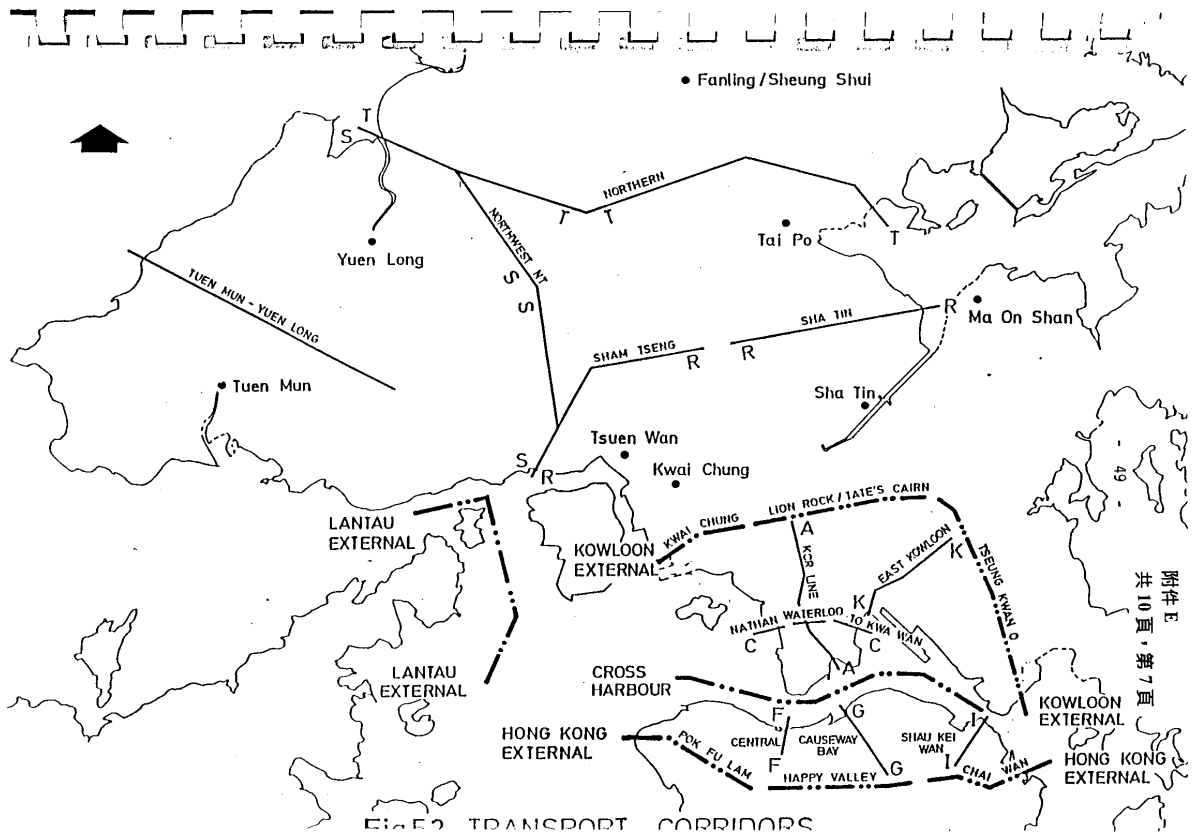 Fanling/Sheung Shui
T
S
NORTHERN
T T
T
Tai Po
NORTHWEST NT
Yuen Long
S S
TUEN MUN - YUEN LONG
R
Ma On Shan
SHA TIN
SHAM TSENG
R R
Tuen Mun
Sha Tin
Tsuen Wan
S
R
Kwai Chung
- 49 -
LION ROCK / TATE'S CAIRN
LANTAU
EXTERNAL
KWAI CHUNG
A
KOWLOON
EXTERNAL
KCR LINE
EAST KOWLOON
K
TSEUNG KWAN O
K
附件 E
共 10 頁，第 7 頁
NATHAN WATERLOO TO KWA WAN
C C
LANTAU
EXTERNAL
CROSS
HARBOUR
A
KOWLOON
EXTERNAL
F G I
HONG KONG
EXTERNAL
POK FU LAM
CENTRAL
CAUSEWAY
BAY
SHAU KEI
WAN
F G I
HAPPY VALLEY
CHAI WAN
HONG KONG
EXTERNAL
Fig 5.2 TRANSPORT CORRIDORS